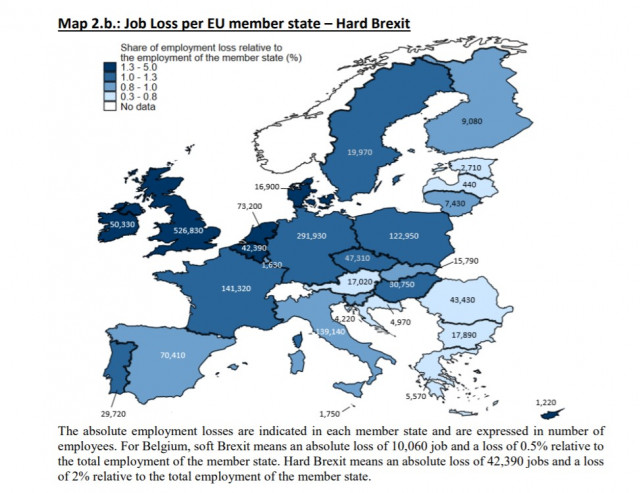 Map 2.b.: Job Loss per EU member state – Hard Brexit
Share of employment loss relative to
the employment of the member state (%)
1.3 - 5.0
1.0 - 1.3
0.8 - 1.0
0.3 - 0.8
No data
9,080
19,970
2,710
440
16,900
7,430
73,200
50,330
526,830
42,390
291,930
122,950
47,310
1,630
15,790
17,020
30,750
141,320
43,430
4,220
4,970
139,140
17,890
70,410
5,570
29,720
1,750
1,220
The absolute employment losses are indicated in each member state and are expressed in number of
employees. For Belgium, soft Brexit means an absolute loss of 10,060 job and a loss of 0.5% relative to
the total employment of the member state. Hard Brexit means an absolute loss of 42,390 jobs and a loss
of 2% relative to the total employment of the member state.